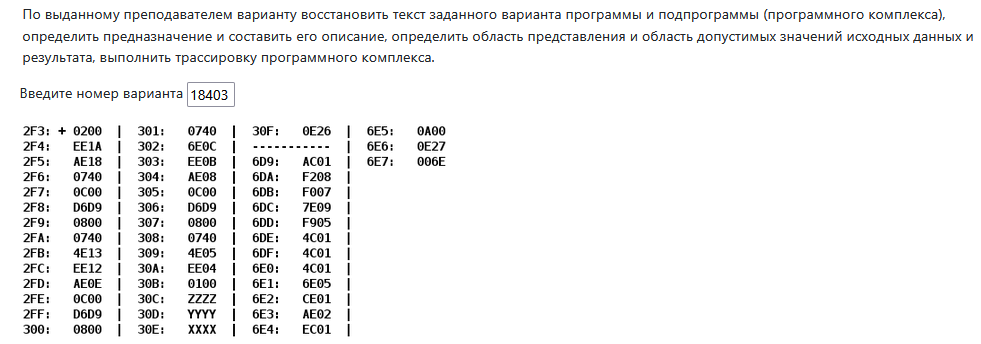 По выданному преподавателем варианту восстановить текст заданного варианта программы и подпрограммы (программного комплекса),
определить предназначение и составить его описание, определить область представления и область допустимых значений исходных данных и
результата, выполнить трассировку программного комплекса.
Введите номер варианта 18403
2F3: + 0200 | 301: 0740 | 30F: 0E26 | 6E5: 0A00
2F4: EE1A | 302: 6E0C | ----------- | 6E6: 0E27
2F5: AE18 | 303: EE0B | 6D9: AC01 | 6E7: 006E
2F6: 0740 | 304: AE08 | 6DA: F208 |
2F7: 0C00 | 305: 0C00 | 6DB: F007 |
2F8: D6D9 | 306: D6D9 | 6DC: 7E09 |
2F9: 0800 | 307: 0800 | 6DD: F905 |
2FA: 0740 | 308: 0740 | 6DE: 4C01 |
2FB: 4E13 | 309: 4E05 | 6DF: 4C01 |
2FC: EE12 | 30A: EE04 | 6E0: 4C01 |
2FD: AE0E | 30B: 0100 | 6E1: 6E05 |
2FE: 0C00 | 30C: ZZZZ | 6E2: CE01 |
2FF: D6D9 | 30D: YYYY | 6E3: AE02 |
300: 0800 | 30E: XXXX | 6E4: EC01 |